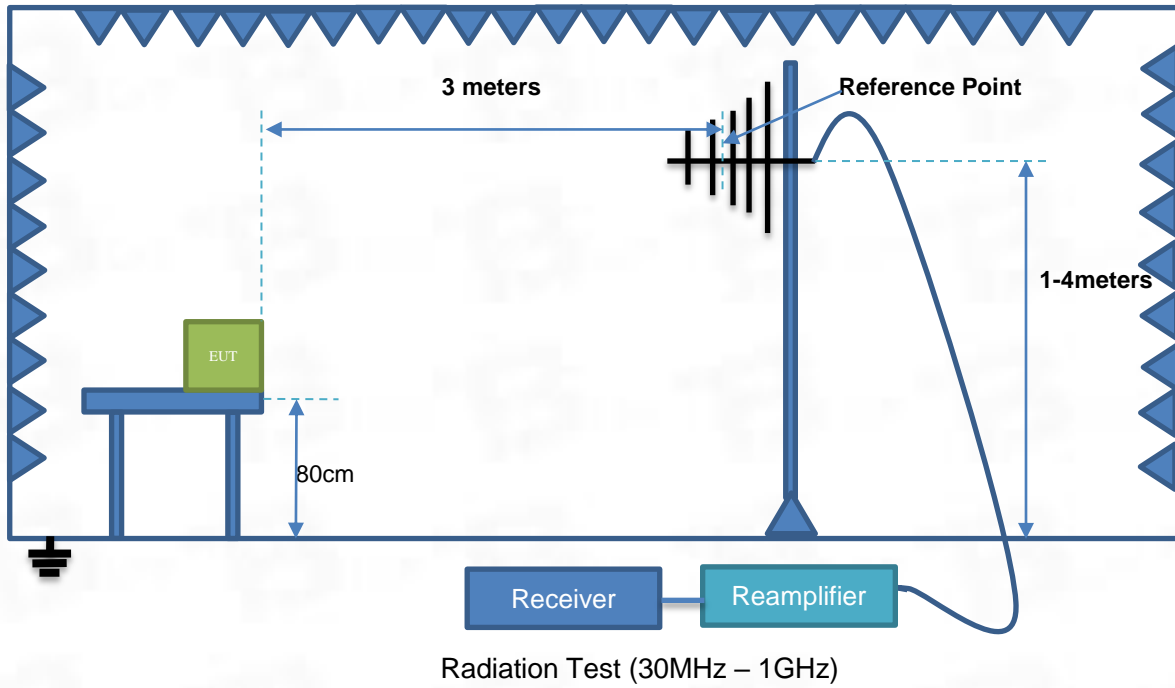 3 meters
Reference Point
1-4meters
EUT
80cm
Receiver
Reamplifier
Radiation Test (30MHz – 1GHz)